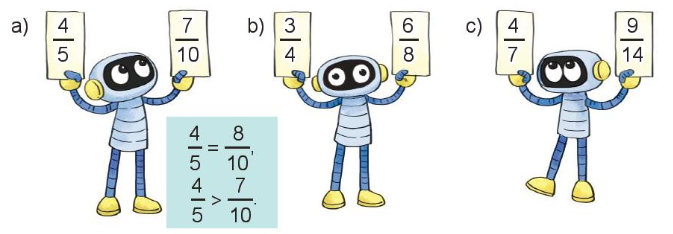 a) 4/5 7/10 b) 3/4 6/8 c) 4/7 9/14
4/5 = 8/10,
4/5 > 7/10.